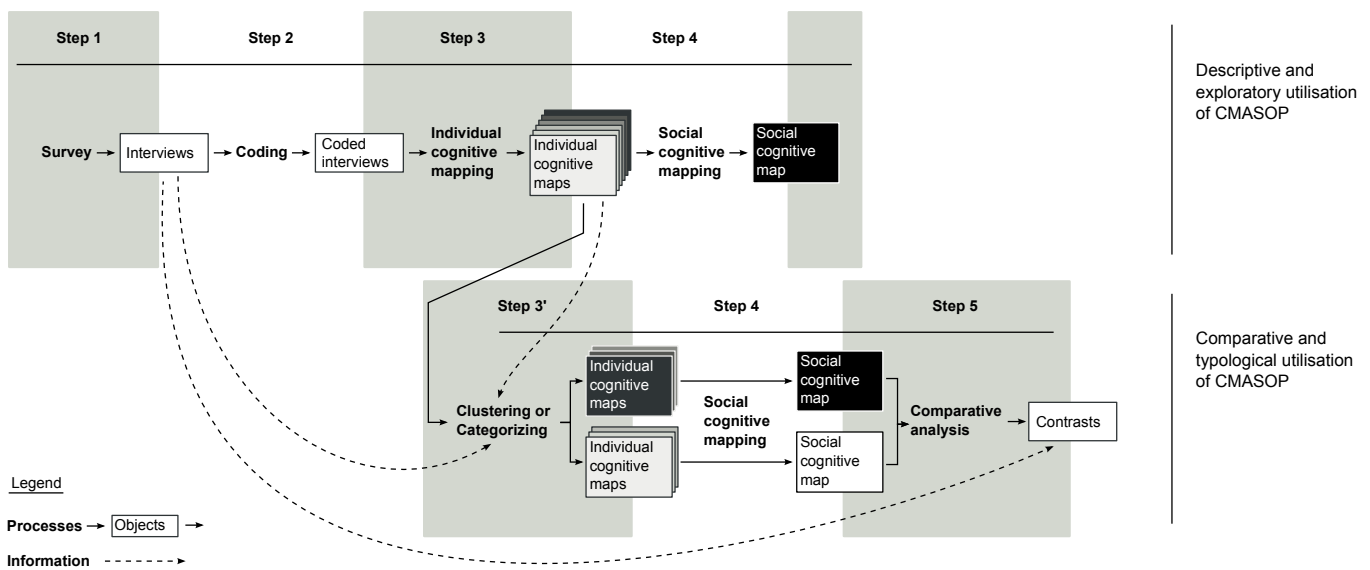 Step 1
Step 2
Step 3
Step 4
Descriptive and
exploratory utilisation
of CMASOP
Survey
Interviews
Coding
Coded
interviews
Individual
cognitive
mapping
Individual
cognitive
maps
Social
cognitive
mapping
Social
cognitive
map
Step 3'
Step 4
Step 5
Comparative and
typological utilisation
of CMASOP
Clustering or
Categorizing
Individual
cognitive
maps
Individual
cognitive
maps
Social
cognitive
mapping
Social
cognitive
map
Social
cognitive
map
Comparative
analysis
Contrasts
Legend
Processes
Objects
Information